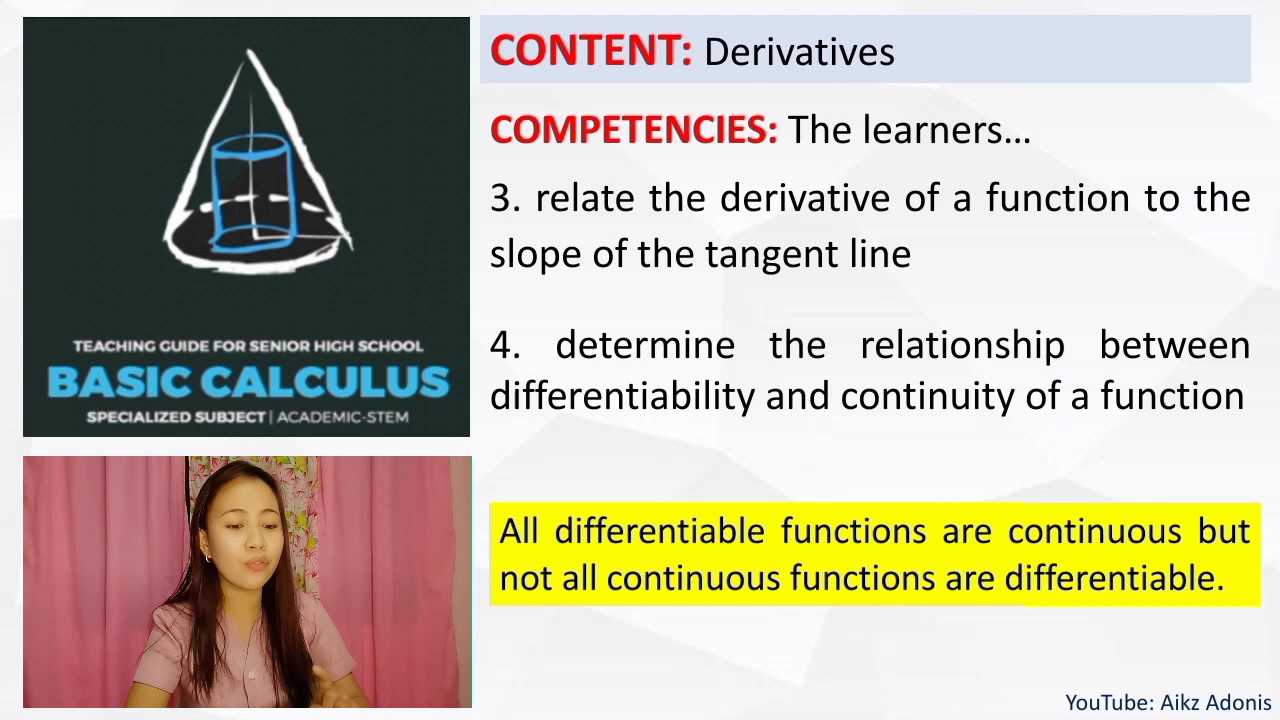 TEACHING GUIDE FOR SENIOR HIGH SCHOOL
BASIC CALCULUS
SPECIALIZED SUBJECT | ACADEMIC-STEM
CONTENT: Derivatives
COMPETENCIES: The learners...
3. relate the derivative of a function to the
slope of the tangent line
4. determine the relationship between
differentiability and continuity of a function
All differentiable functions are continuous but
not all continuous functions are differentiable.
YouTube: Aikz Adonis